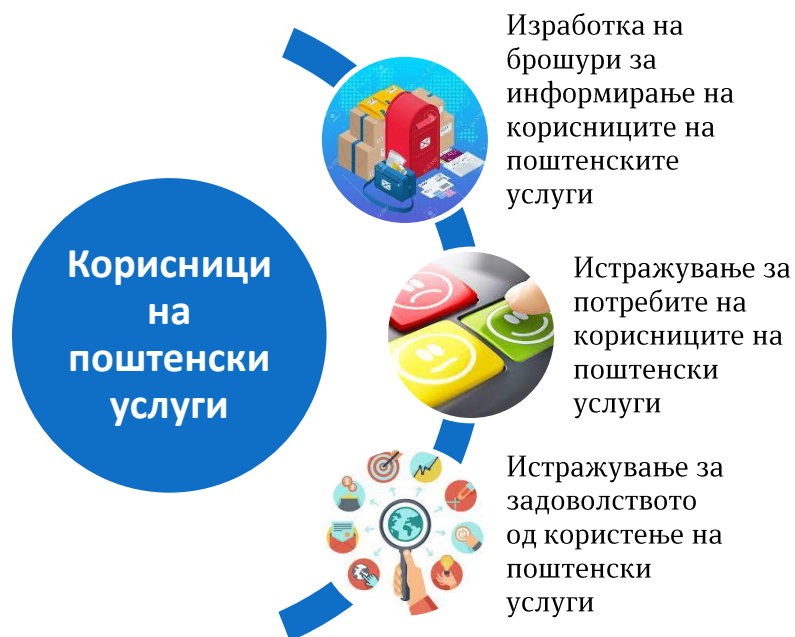 Корисници
на
поштенски
услуги
Изработка на
брошури за
информирање на
корисниците на
поштенските
услуги
Истражување за
потребите на
корисниците на
поштенски
услуги
Истражување за
задоволството
од користење на
поштенски
услуги